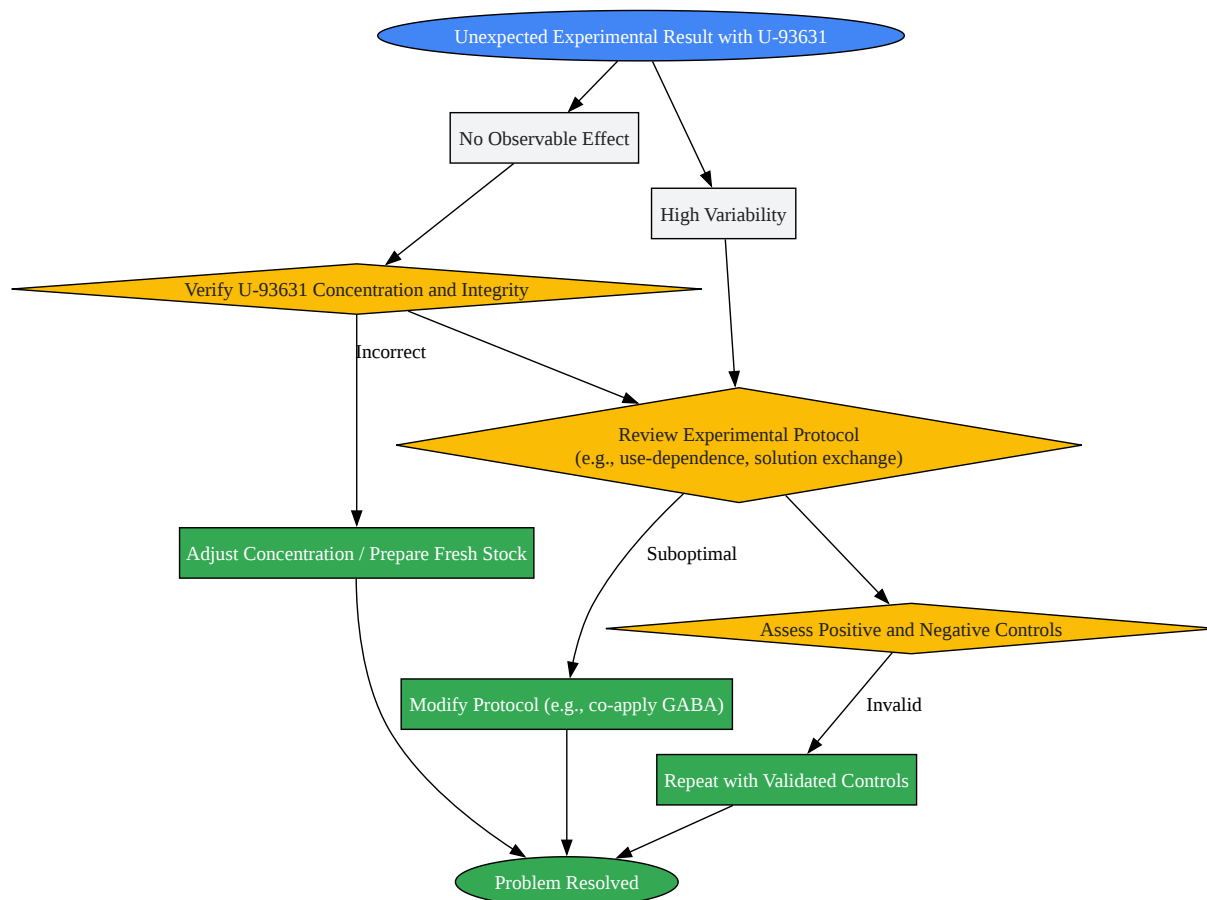 Unexpected Experimental Result with U-93631
No Observable Effect
High Variability
Verify U-93631 Concentration and Integrity
Incorrect
Review Experimental Protocol
(e.g., use-dependence, solution exchange)
Adjust Concentration / Prepare Fresh Stock
Suboptimal
Assess Positive and Negative Controls
Modify Protocol (e.g., co-apply GABA)
Invalid
Repeat with Validated Controls
Problem Resolved